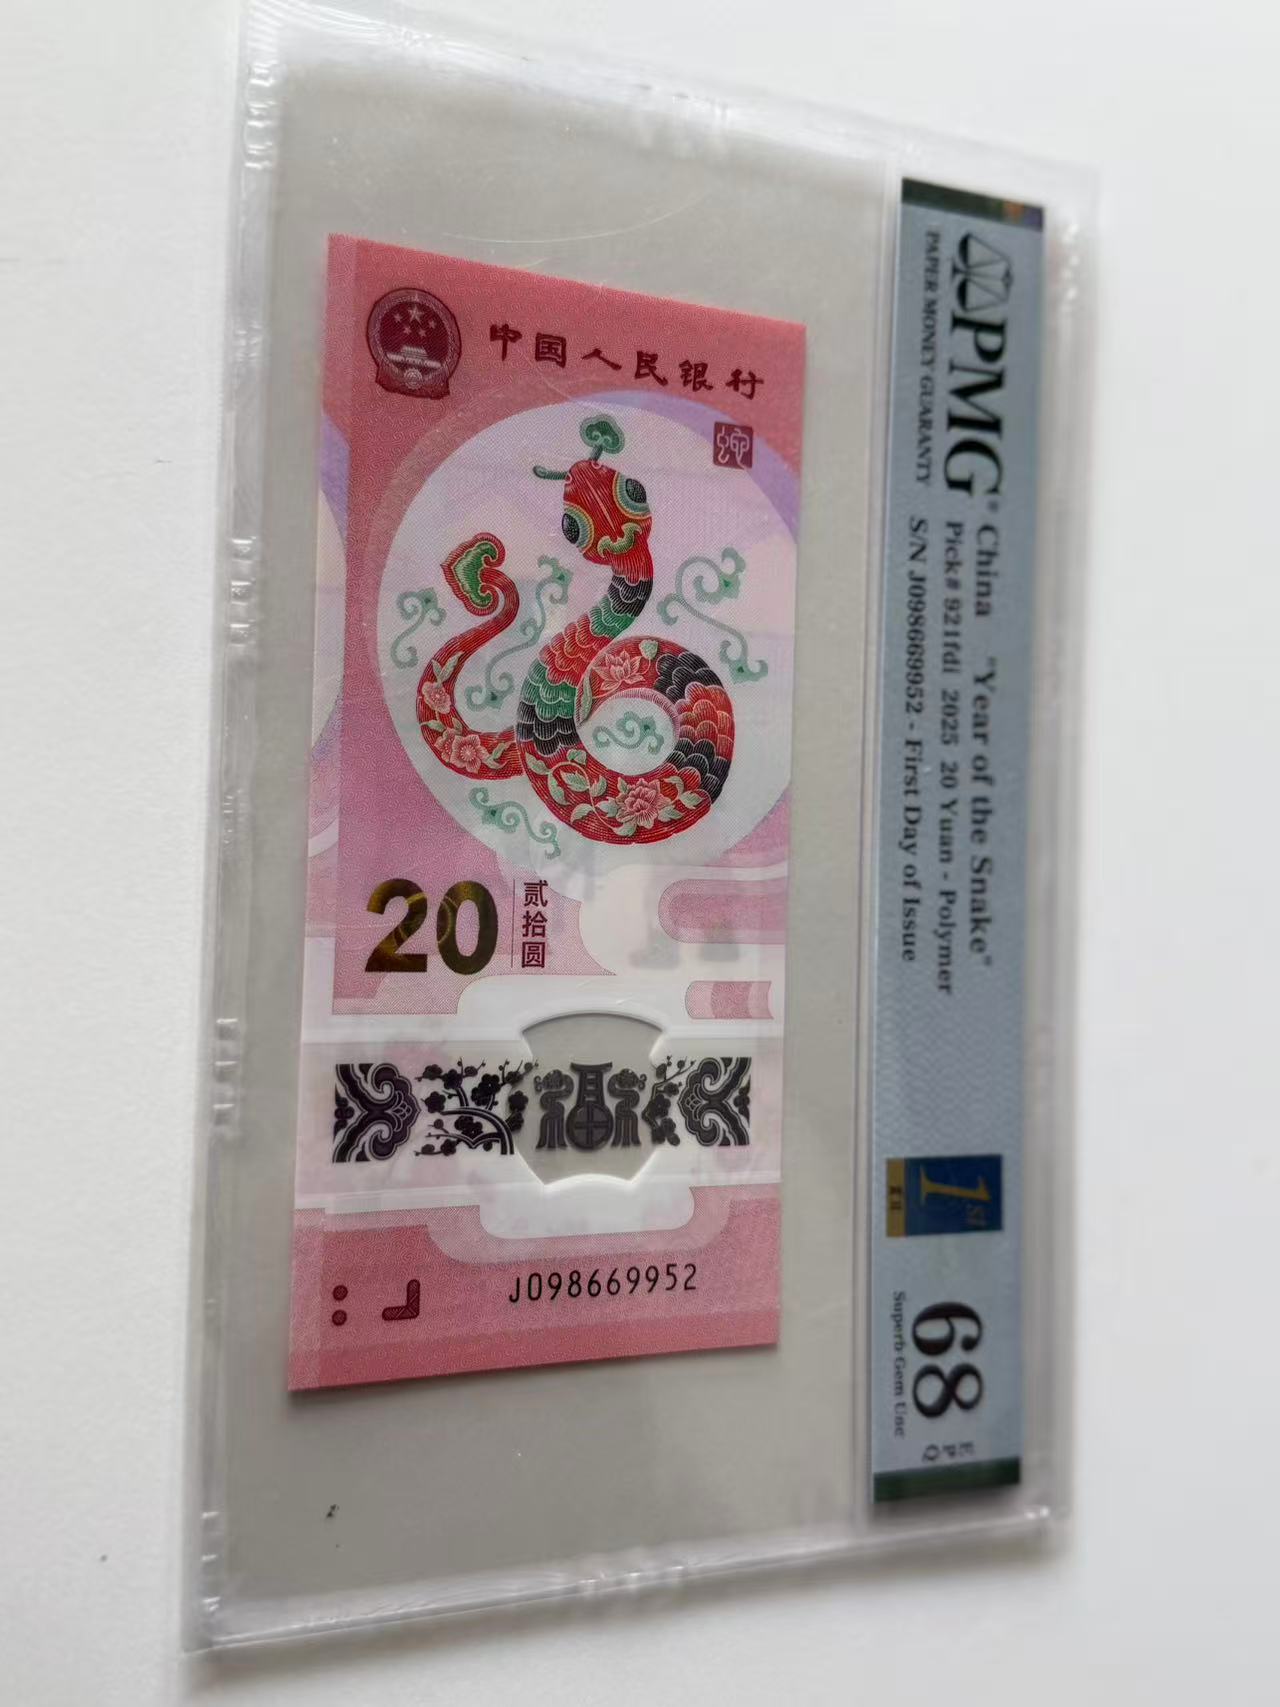 中国人民银行
蛇
20
贰拾圆
J098669952
PMG®
PAPER MONEY GUARANTY
China "Year of the Snake"
Pick# 921fdi 2025 20 Yuan - Polymer
S/N J098669952 - First Day of Issue
1st
68
EPQ
Superb Gem Unc